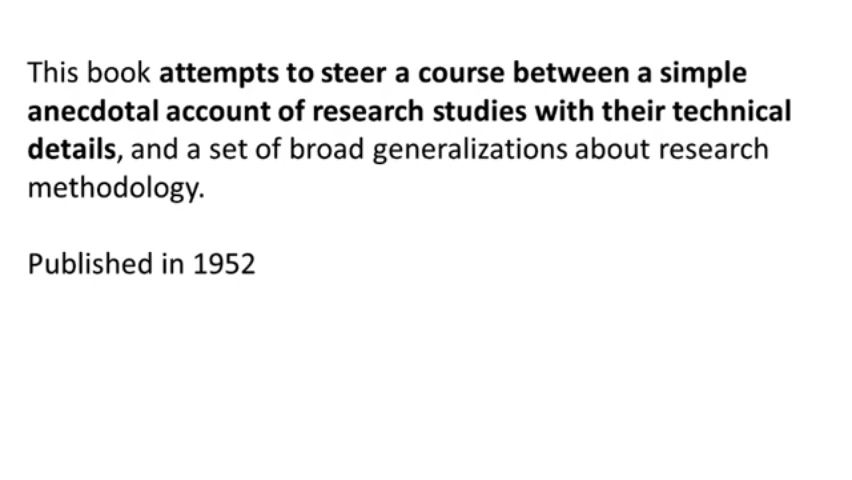 This book attempts to steer a course between a simple
anecdotal account of research studies with their technical
details, and a set of broad generalizations about research
methodology.
Published in 1952